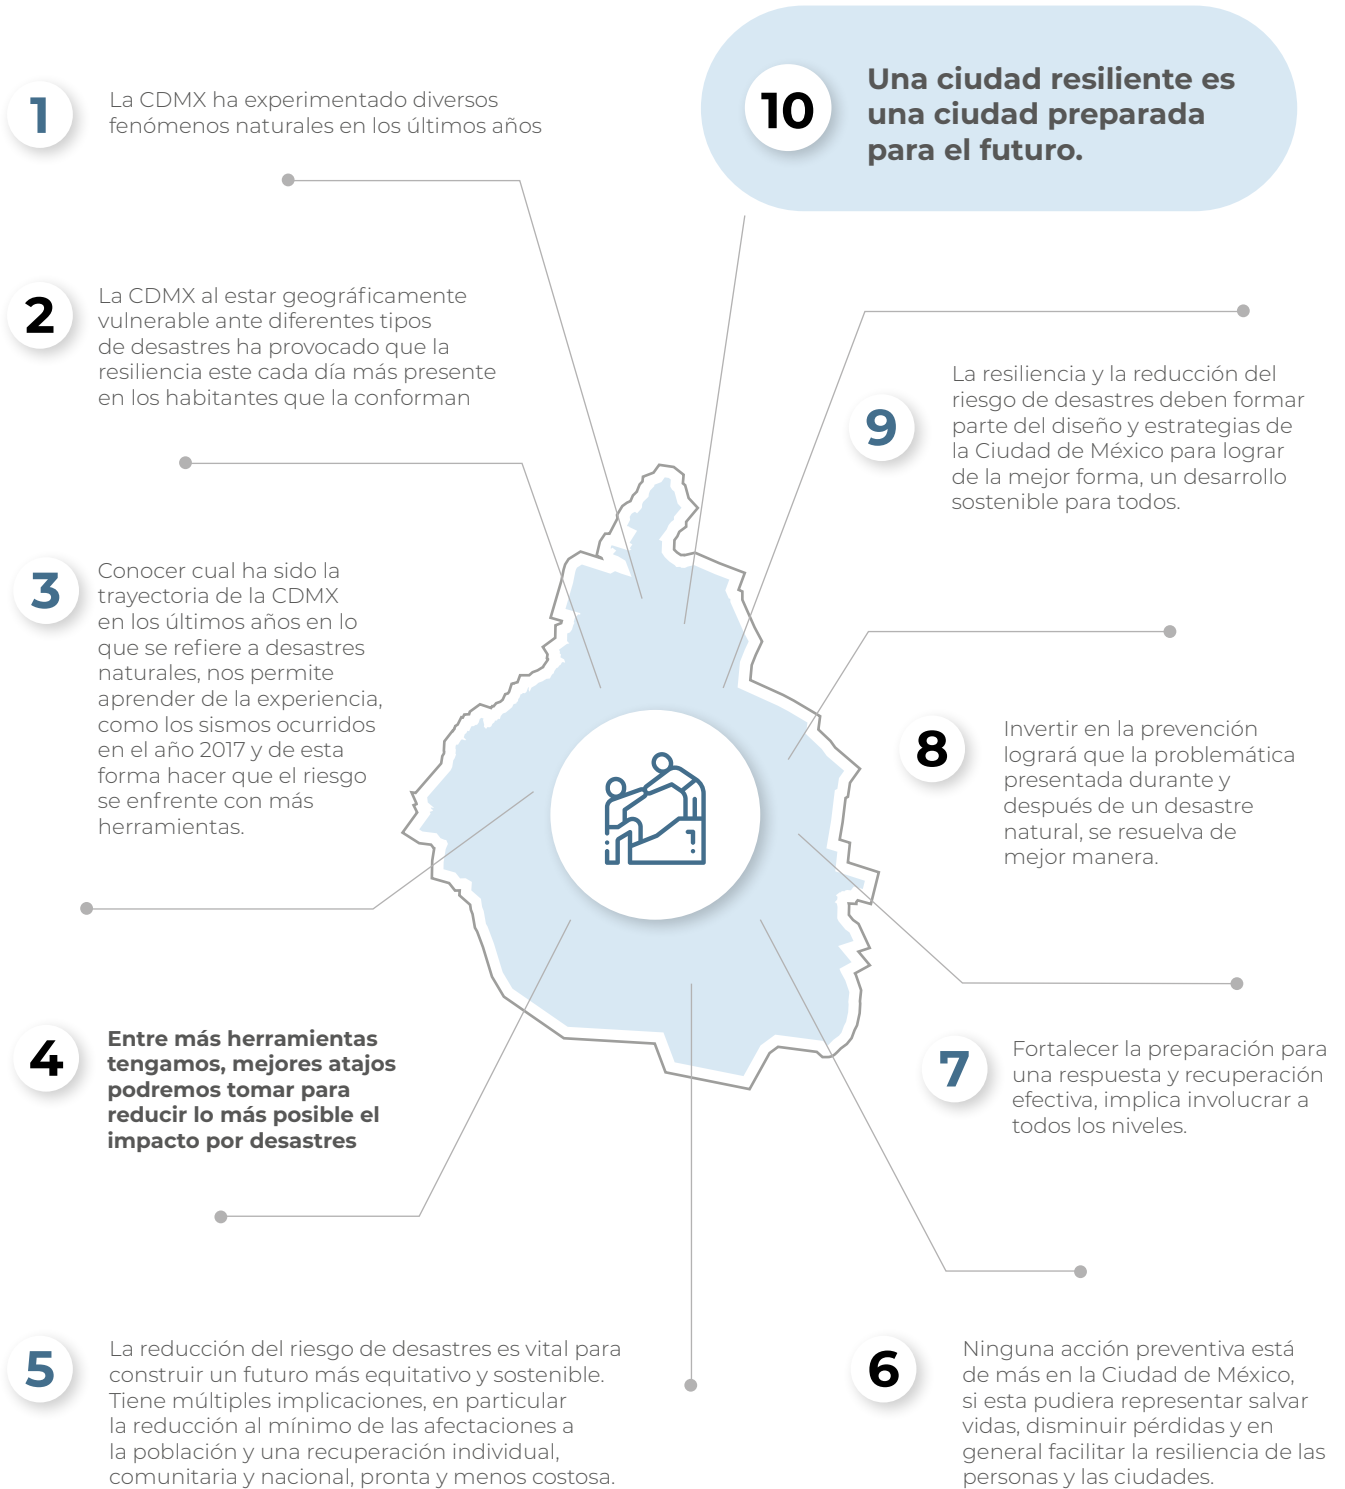 1
La CDMX ha experimentado diversos
fenómenos naturales en los últimos años
2
La CDMX al estar geográficamente
vulnerable ante diferentes tipos
de desastres ha provocado que la
resiliencia este cada día más presente
en los habitantes que la conforman
3
Conocer cual ha sido la
trayectoria de la CDMX
en los últimos años en lo
que se refiere a desastres
naturales, nos permite
aprender de la experiencia,
como los sismos ocurridos
en el año 2017 y de esta
forma hacer que el riesgo
se enfrente con más
herramientas.
4
Entre más herramientas
tengamos, mejores atajos
podremos tomar para
reducir lo más posible el
impacto por desastres
5
La reducción del riesgo de desastres es vital para
construir un futuro más equitativo y sostenible.
Tiene múltiples implicaciones, en particular
la reducción al mínimo de las afectaciones a
la población y una recuperación individual,
comunitaria y nacional, pronta y menos costosa.
6
Ninguna acción preventiva está
de más en la Ciudad de México,
si esta pudiera representar salvar
vidas, disminuir pérdidas y en
general facilitar la resiliencia de las
personas y las ciudades.
7
Fortalecer la preparación para
una respuesta y recuperación
efectiva, implica involucrar a
todos los niveles.
8
Invertir en la prevención
logrará que la problemática
presentada durante y
después de un desastre
natural, se resuelva de
mejor manera.
9
La resiliencia y la reducción del
riesgo de desastres deben formar
parte del diseño y estrategias de
la Ciudad de México para lograr
de la mejor forma, un desarrollo
sostenible para todos.
10
Una ciudad resiliente es
una ciudad preparada
para el futuro.